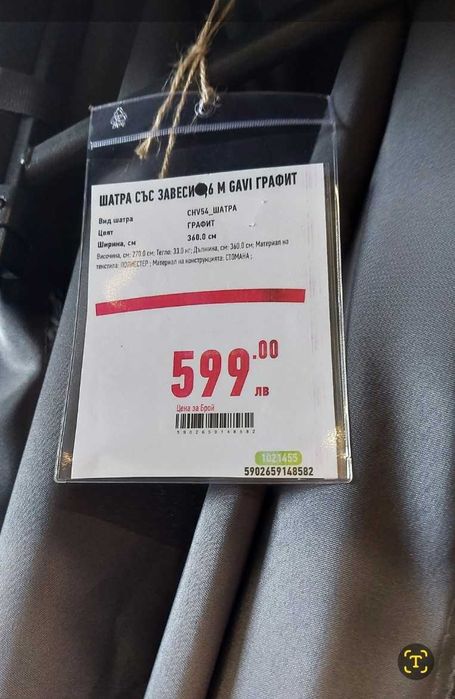 ШАТРА СЪС ЗАВЕСИ ,6 М GAVI ГРАФИТ
Вид шатра CHV54_ШАТРА
Цвят ГРАФИТ
Ширина, см 360.0 см
Височина, см: 270.0 см; Тегло: 33.0 кг; Дължина, см: 360.0 см; Материал на
текстила: ПОЛИЕСТЕР ; Материал на конструкцията: СТОМАНА ;
599.00
лв
Цена за Брой
5902659148582
1021455
5902659148582